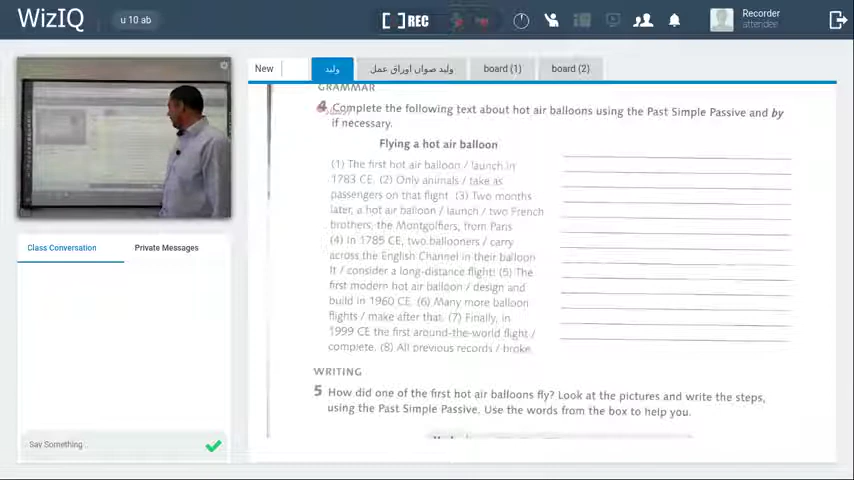 WizIQ
u 10 ab
[ ] REC
Recorder
attendee
New
وليد
وليد صوان اوراق عمل
board (1)
board (2)
GRAMMAR
4 Complete the following text about hot air balloons using the Past Simple Passive and by
if necessary.
Flying a hot air balloon
(1) The first hot air balloon / launch in
1783 CE. (2) Only animals / take as
passengers on that flight. (3) Two months
later, a hot air balloon / launch / two French
brothers, the Montgolfiers, from Paris.
(4) In 1785 CE, two ballooners / carry
across the English Channel in their balloon.
It / consider a long-distance flight! (5) The
first modern hot air balloon / design and
build in 1960 CE. (6) Many more balloon
flights / make after that. (7) Finally, in
1999 CE the first around-the-world flight /
complete. (8) All previous records / broke.
WRITING
5 How did one of the first hot air balloons fly? Look at the pictures and write the steps,
using the Past Simple Passive. Use the words from the box to help you.
Class Conversation
Private Messages
Say Something